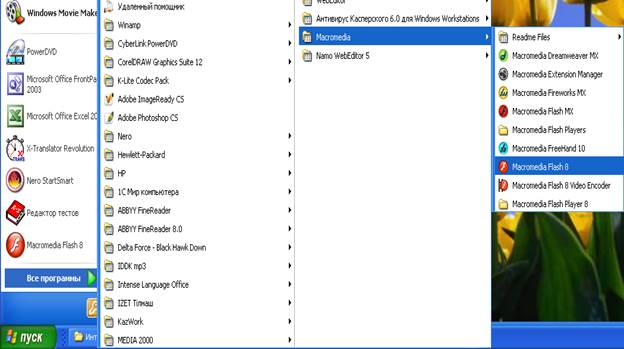 Windows Movie Make
PowerDVD
Microsoft Office FrontPa
2003
Microsoft Office Excel 20
X-Translator Revolution
Nero StartSmart
Редактор тестов
Macromedia Flash 8
Все программы
пуск
Инт
Удаленный помощник
Winamp
CyberLink PowerDVD
CorelDRAW Graphics Suite 12
K-Lite Codec Pack
Adobe ImageReady CS
Adobe Photoshop CS
Nero
Hewlett-Packard
HP
1С Мир компьютера
ABBYY FineReader
ABBYY FineReader 8.0
Delta Force - Black Hawk Down
IDDK mp3
Intense Language Office
IZET Тілмаш
KazWork
MEDIA 2000
WebEditor
Антивирус Касперского 6.0 для Windows Workstations
Macromedia
Namo WebEditor 5
Readme Files
Macromedia Dreamweaver MX
Macromedia Extension Manager
Macromedia Fireworks MX
Macromedia Flash MX
Macromedia Flash Players
Macromedia FreeHand 10
Macromedia Flash 8
Macromedia Flash 8 Video Encoder
Macromedia Flash Player 8